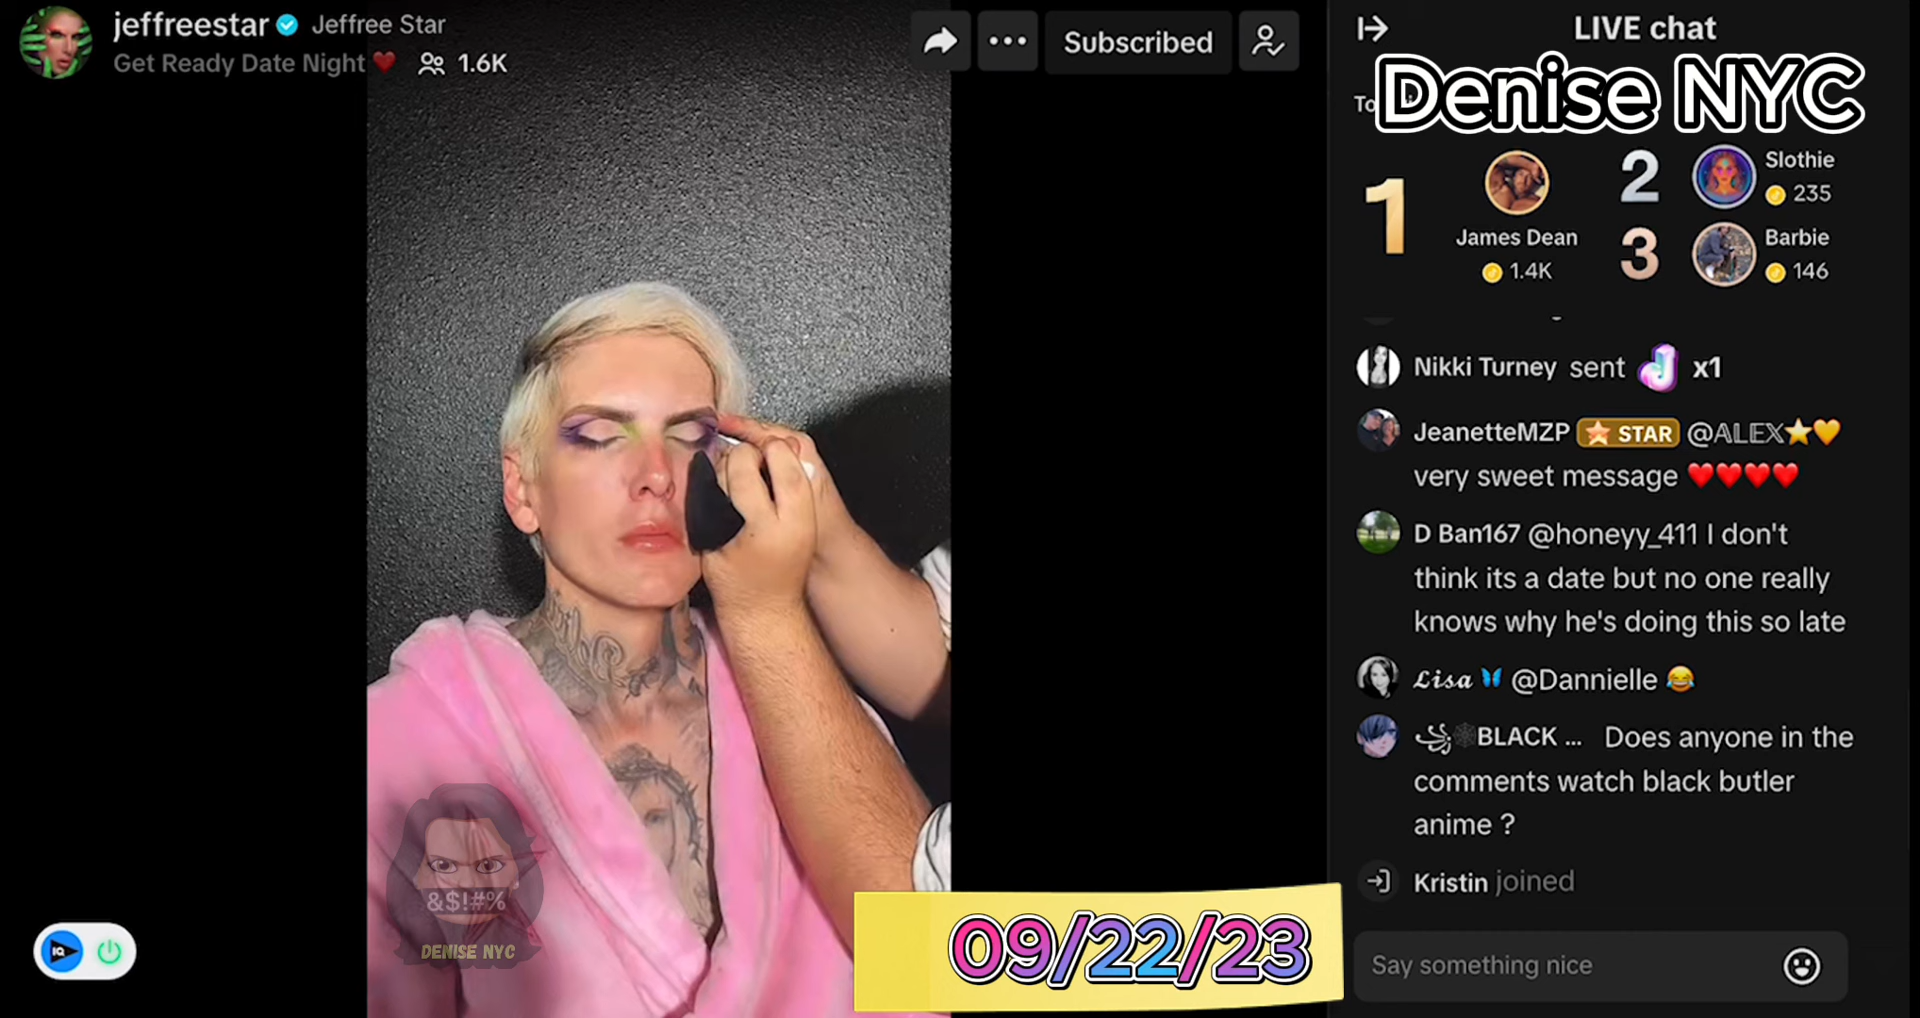 jeffreestar Jeffree Star
Get Ready Date Night ❤️ 1.6K
Subscribed
LIVE chat
Denise NYC
1
James Dean
1.4K
2
Slothie
235
3
Barbie
146
Nikki Turney sent x1
JeanetteMZP STAR @𝔸𝕃𝔼𝕏⭐💛
very sweet message ❤️❤️❤️❤️
D Ban167 @honeyy_411 I don't
think its a date but no one really
knows why he's doing this so late
𝓛𝓲𝓼𝓪 🦋 @Dannielle 😂
꧁🕸BLACK ... Does anyone in the
comments watch black butler
anime ?
Kristin joined
Say something nice
&$!#%
DENISE NYC
IQ
09/22/23